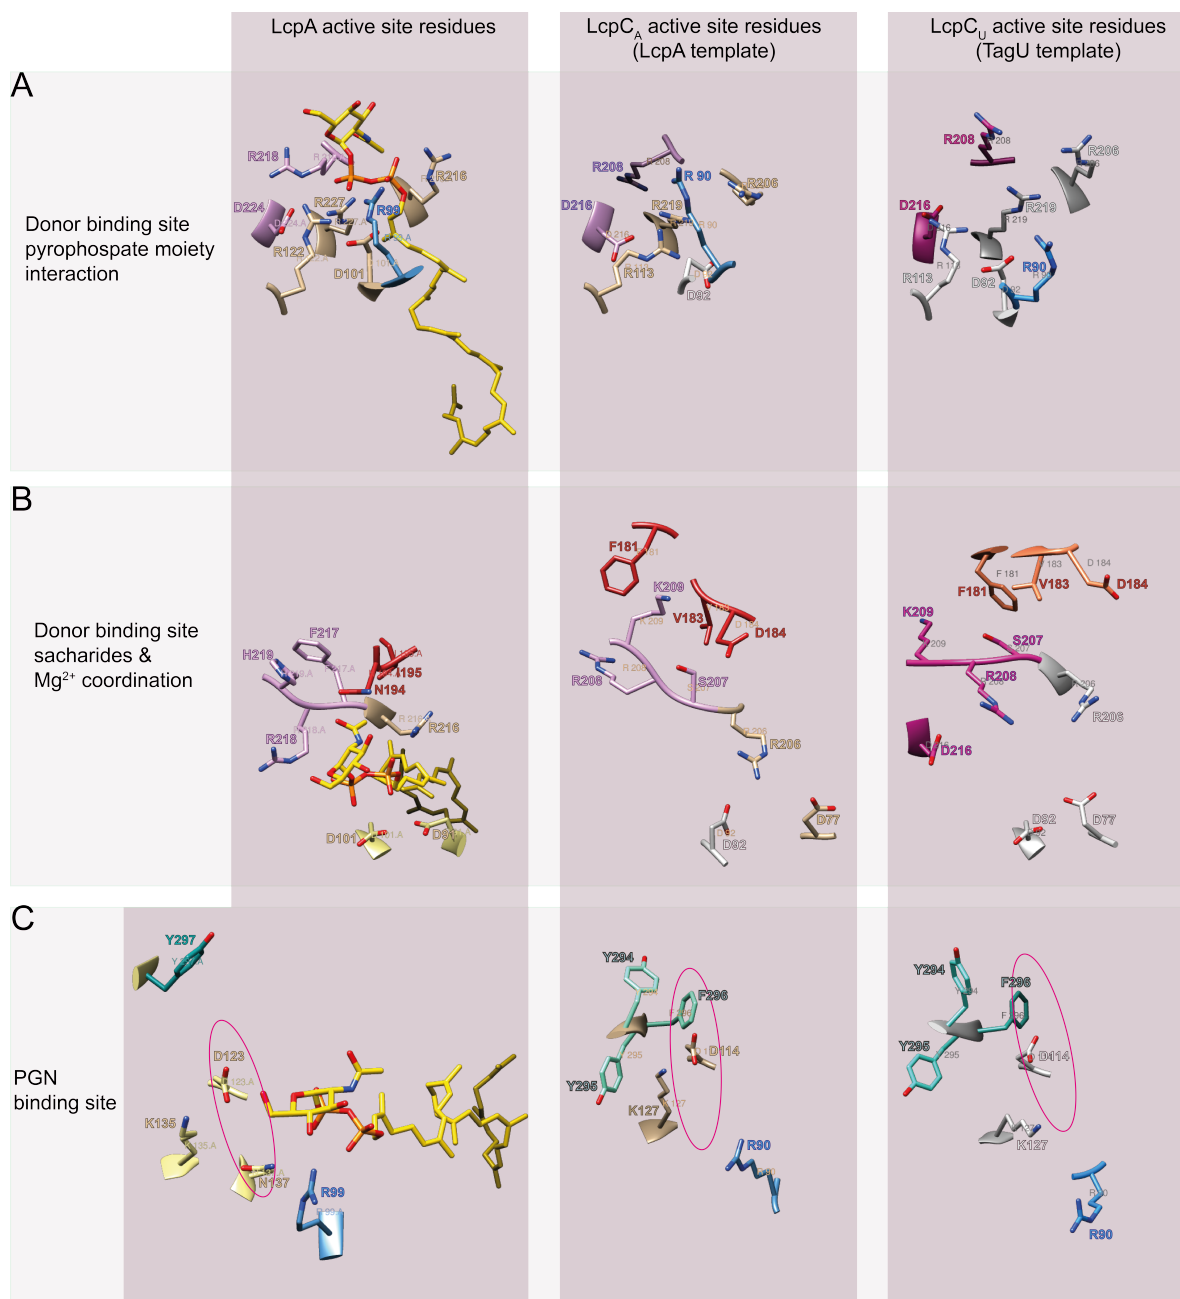 LcpA active site residues
LcpC_A active site residues
(LcpA template)
LcpC_U active site residues
(TagU template)
A
Donor binding site
pyrophospate moiety
interaction
R218
R216
D224
R227
R99
R122
D101
R208
R 90
R206
D216
R219
R113
D92
R208
R206
D216
R219
R113
D92
R90
B
Donor binding site
sacharides &
Mg2+ coordination
H219
F217
I195
N194
R216
R218
D101
D91
F181
K209
V183
D184
R208
S207
R206
D92
D77
F181
V183
D184
K209
S207
R208
R206
D216
D92
D77
C
PGN
binding site
Y297
D123
K135
N137
R99
Y294
F296
D114
Y295
K127
R90
Y294
F296
D114
Y295
K127
R90